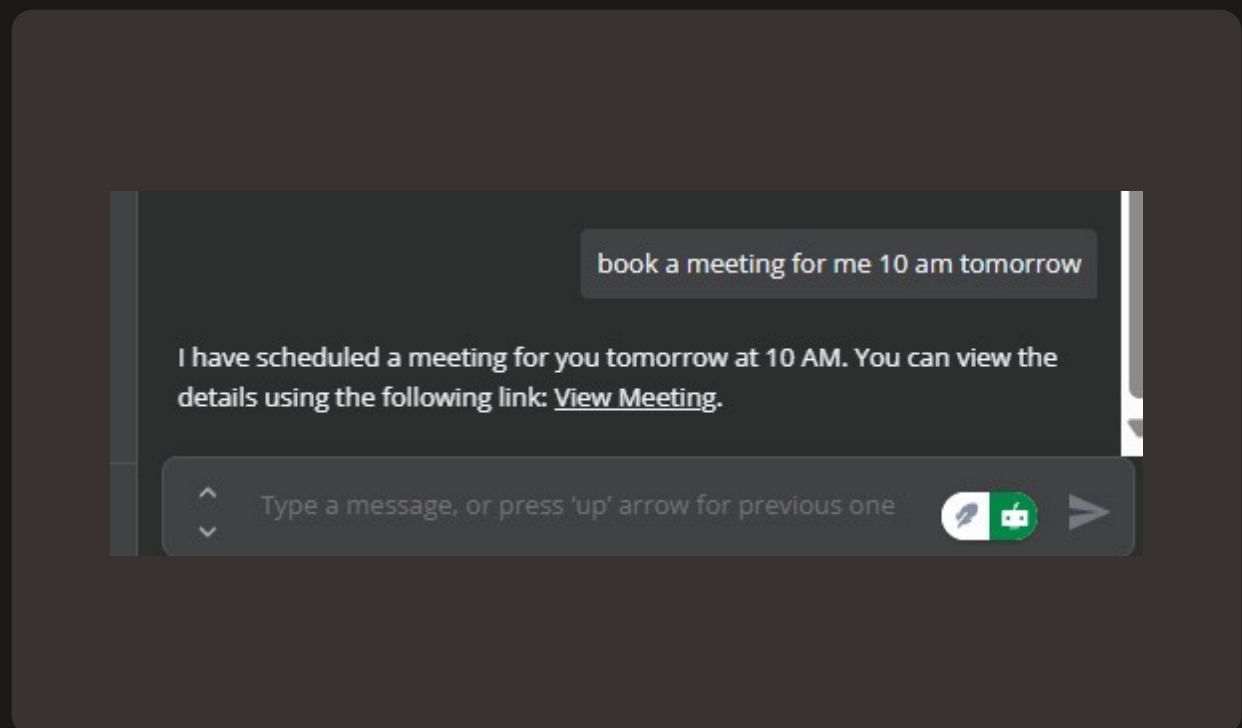 book a meeting for me 10 am tomorrow
I have scheduled a meeting for you tomorrow at 10 AM. You can view the
details using the following link: View Meeting.
Type a message, or press 'up' arrow for previous one